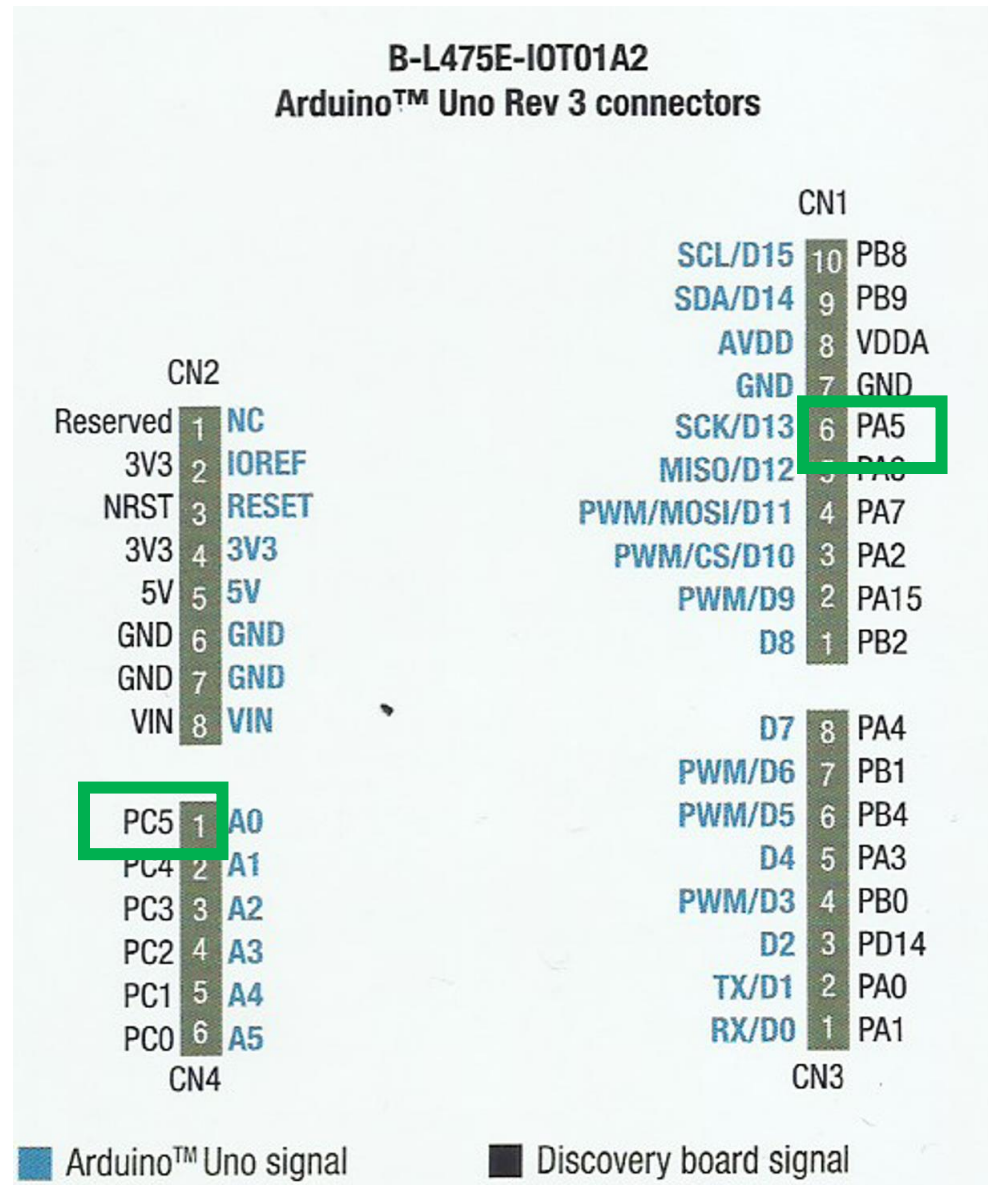 B-L475E-IOT01A2
Arduino™ Uno Rev 3 connectors
CN1
SCL/D15 10 PB8
SDA/D14 9 PB9
AVDD 8 VDDA
GND 7 GND
SCK/D13 6 PA5
MISO/D12 5 PA6
PWM/MOSI/D11 4 PA7
PWM/CS/D10 3 PA2
PWM/D9 2 PA15
D8 1 PB2
CN2
Reserved 1 NC
3V3 2 IOREF
NRST 3 RESET
3V3 4 3V3
5V 5 5V
GND 6 GND
GND 7 GND
VIN 8 VIN
D7 8 PA4
PWM/D6 7 PB1
PWM/D5 6 PB4
D4 5 PA3
PWM/D3 4 PB0
D2 3 PD14
TX/D1 2 PA0
RX/D0 1 PA1
CN3
PC5 1 A0
PC4 2 A1
PC3 3 A2
PC2 4 A3
PC1 5 A4
PC0 6 A5
CN4
Arduino™ Uno signal
Discovery board signal